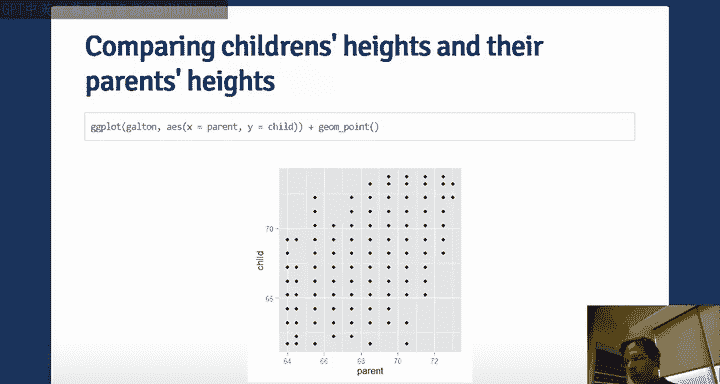 Comparing childrens' heights and their
parents' heights
ggplot(galton, aes(x = parent, y = child)) + geom_point()
70
child
65
64
66
68
70
72
parent